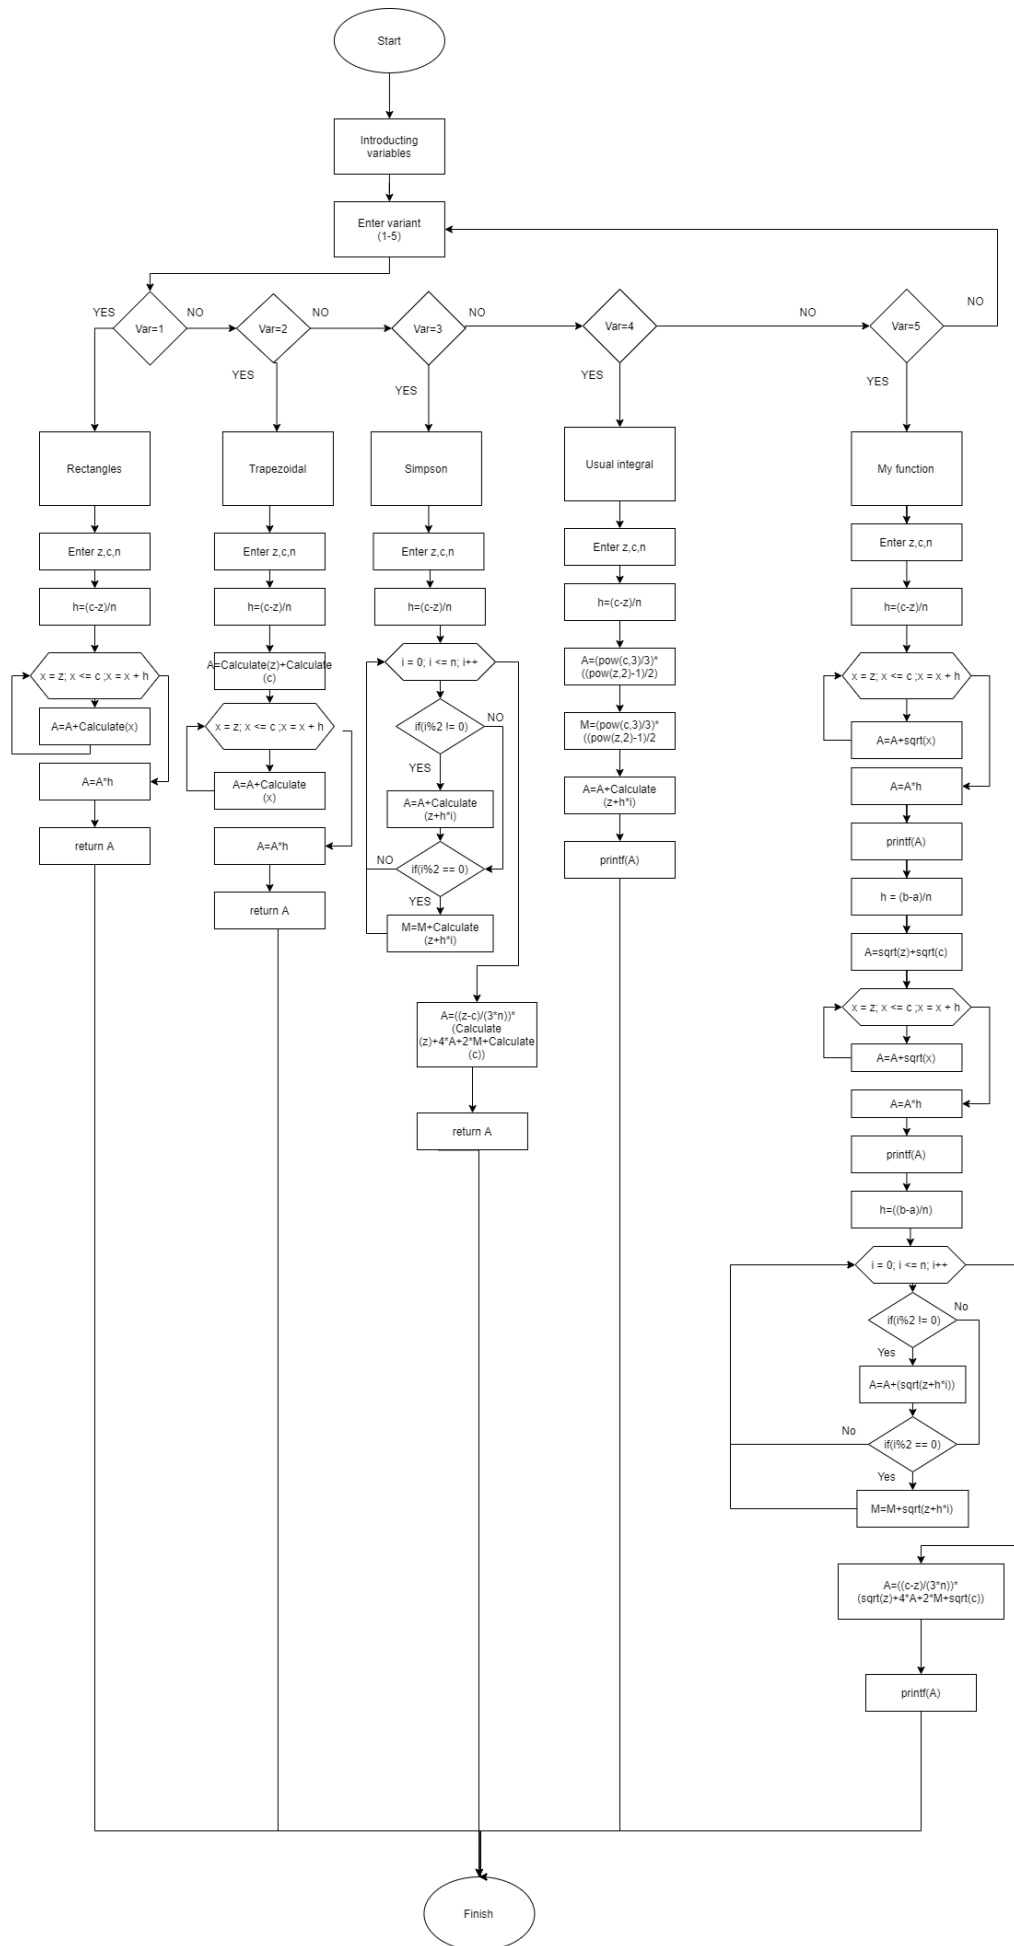 Start
Introducting
variables
Enter variant
(1-5)
YES
Var=1
NO
Var=2
NO
Var=3
NO
Var=4
NO
Var=5
NO
YES
YES
YES
YES
Rectangles
Enter z,c,n
h=(c-z)/n
x = z; x <= c ;x = x + h
A=A+Calculate(x)
A=A*h
return A
Trapezoidal
Enter z,c,n
h=(c-z)/n
A=Calculate(z)+Calculate
(c)
x = z; x <= c ;x = x + h
A=A+Calculate
(x)
A=A*h
return A
Simpson
Enter z,c,n
h=(c-z)/n
i = 0; i <= n; i++
if(i%2 != 0)
NO
YES
A=A+Calculate
(z+h*i)
if(i%2 == 0)
NO
YES
M=M+Calculate
(z+h*i)
A=((z-c)/(3*n))*
(Calculate
(z)+4*A+2*M+Calculate
(c))
return A
Usual integral
Enter z,c,n
h=(c-z)/n
A=(pow(c,3)/3)*
((pow(z,2)-1)/2)
M=(pow(c,3)/3)*
((pow(z,2)-1)/2
A=A+Calculate
(z+h*i)
printf(A)
My function
Enter z,c,n
h=(c-z)/n
x = z; x <= c ;x = x + h
A=A+sqrt(x)
A=A*h
printf(A)
h = (b-a)/n
A=sqrt(z)+sqrt(c)
x = z; x <= c ;x = x + h
A=A+sqrt(x)
A=A*h
printf(A)
h=((b-a)/n)
i = 0; i <= n; i++
if(i%2 != 0)
No
Yes
A=A+(sqrt(z+h*i))
if(i%2 == 0)
No
Yes
M=M+sqrt(z+h*i)
A=((c-z)/(3*n))*
(sqrt(z)+4*A+2*M+sqrt(c))
printf(A)
Finish